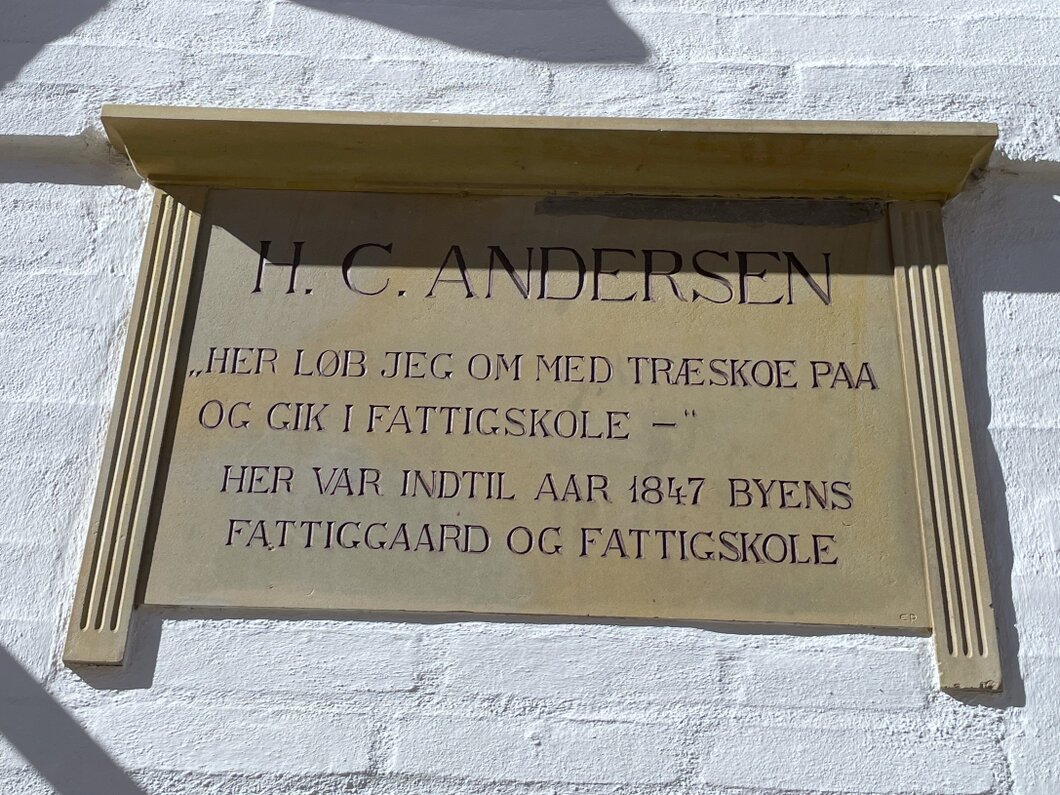 H. C. ANDERSEN
„HER LØB JEG OM MED TRÆSKOE PAA
OG GIK I FATTIGSKOLE –“
HER VAR INDTIL AAR 1847 BYENS
FATTIGGAARD OG FATTIGSKOLE